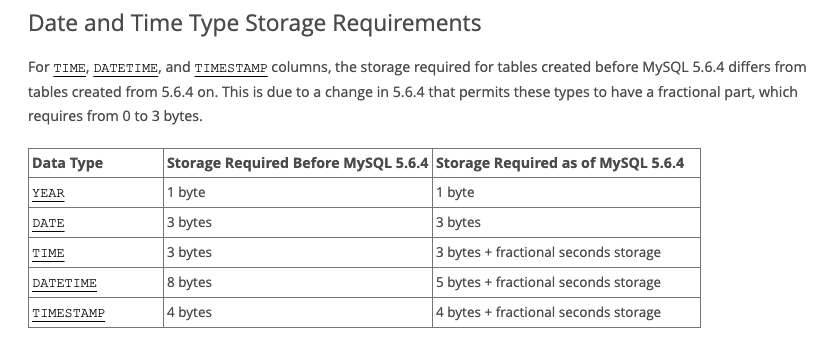 Date and Time Type Storage Requirements
For TIME, DATETIME, and TIMESTAMP columns, the storage required for tables created before MySQL 5.6.4 differs from
tables created from 5.6.4 on. This is due to a change in 5.6.4 that permits these types to have a fractional part, which
requires from 0 to 3 bytes.
Data Type Storage Required Before MySQL 5.6.4 Storage Required as of MySQL 5.6.4
YEAR 1 byte 1 byte
DATE 3 bytes 3 bytes
TIME 3 bytes 3 bytes + fractional seconds storage
DATETIME 8 bytes 5 bytes + fractional seconds storage
TIMESTAMP 4 bytes 4 bytes + fractional seconds storage